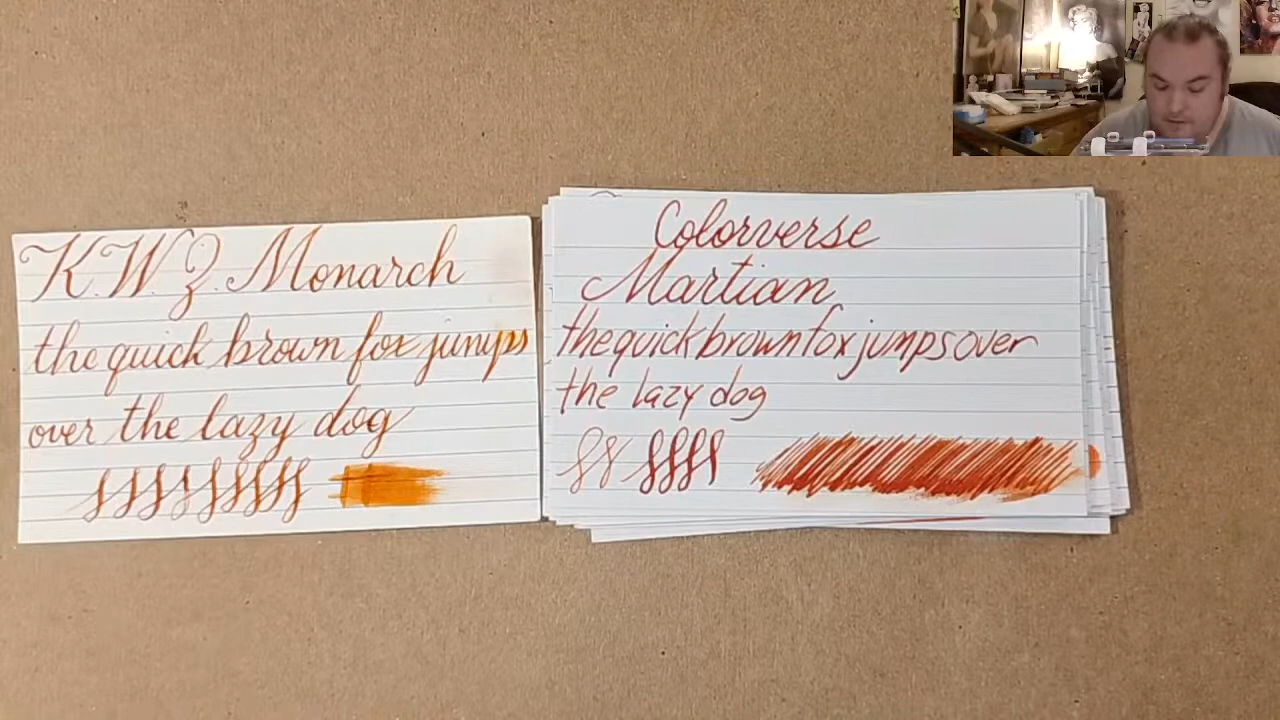 K.W.Z. Monarch
the quick brown fox jumps
over the lazy dog
Colorverse
Martian
the quick brown fox jumps over
the lazy dog